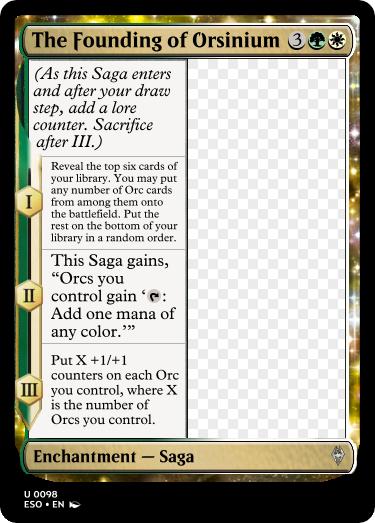 The Founding of Orsinium 3
(As this Saga enters
and after your draw
step, add a lore
counter. Sacrifice
after III.)
I
Reveal the top six cards of
your library. You may put
any number of Orc cards
from among them onto
the battlefield. Put the
rest on the bottom of your
library in a random order.
II
This Saga gains,
“Orcs you
control gain ‘:
Add one mana of
any color.’”
III
Put X +1/+1
counters on each Orc
you control, where X
is the number of
Orcs you control.
Enchantment — Saga
U 0098
ESO • EN